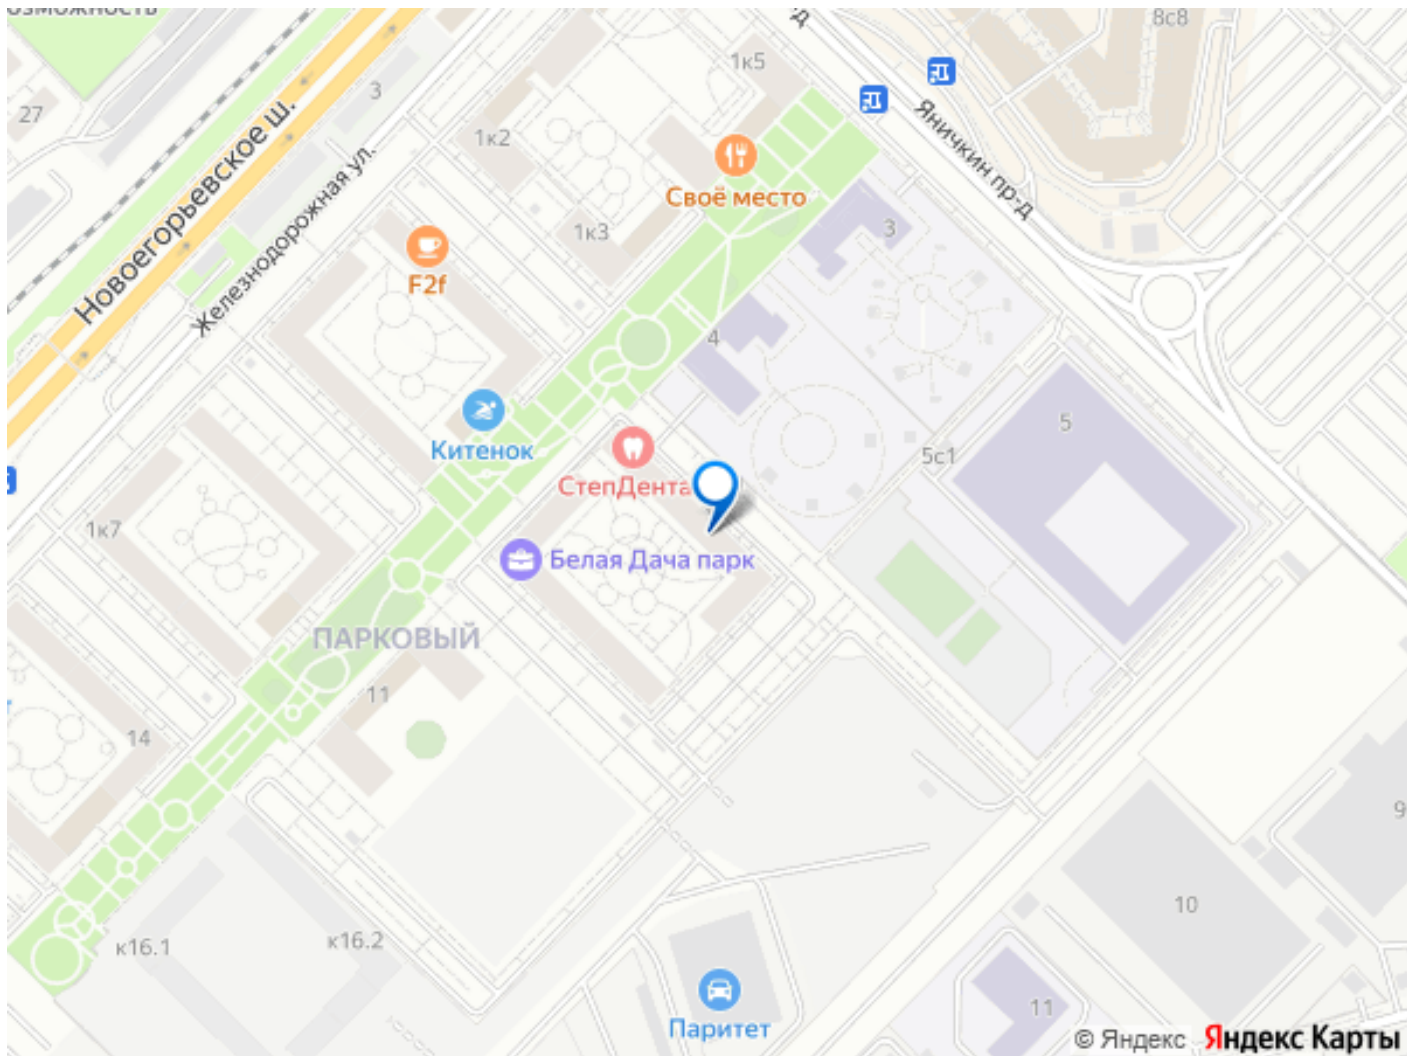 8с8
1к5
3
27
Новоегорьевское ш.
Железнодорожная ул.
1к2
Яничкин пр-д
Своё место
1к3
3
F2f
4
5
Китенок
5с1
СтепДента
1к7
Белая Дача парк
ПАРКОВЫЙ
11
14
9
10
к16.1
к16.2
11
Паритет
© Яндекс Яндекс Карты